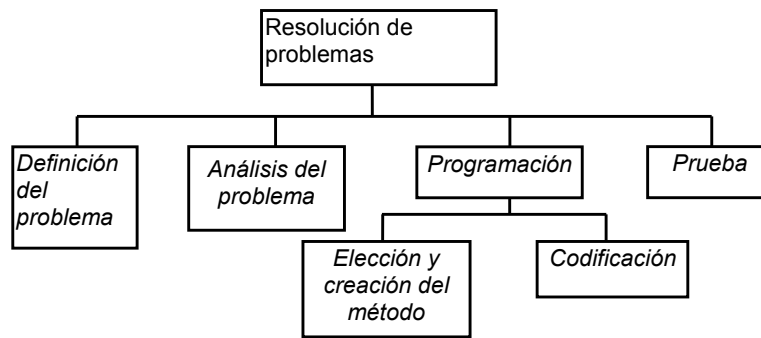 Resolución de
problemas
Definición
del
problema
Análisis del
problema
Programación
Prueba
Elección y
creación del
método
Codificación